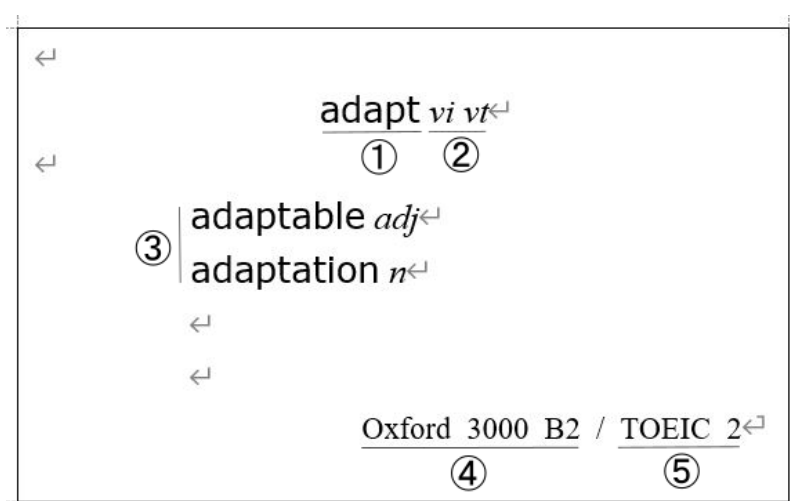 adapt vi vt
① ②
③ adaptable adj
adaptation n
Oxford 3000 B2 / TOEIC 2
④ ⑤